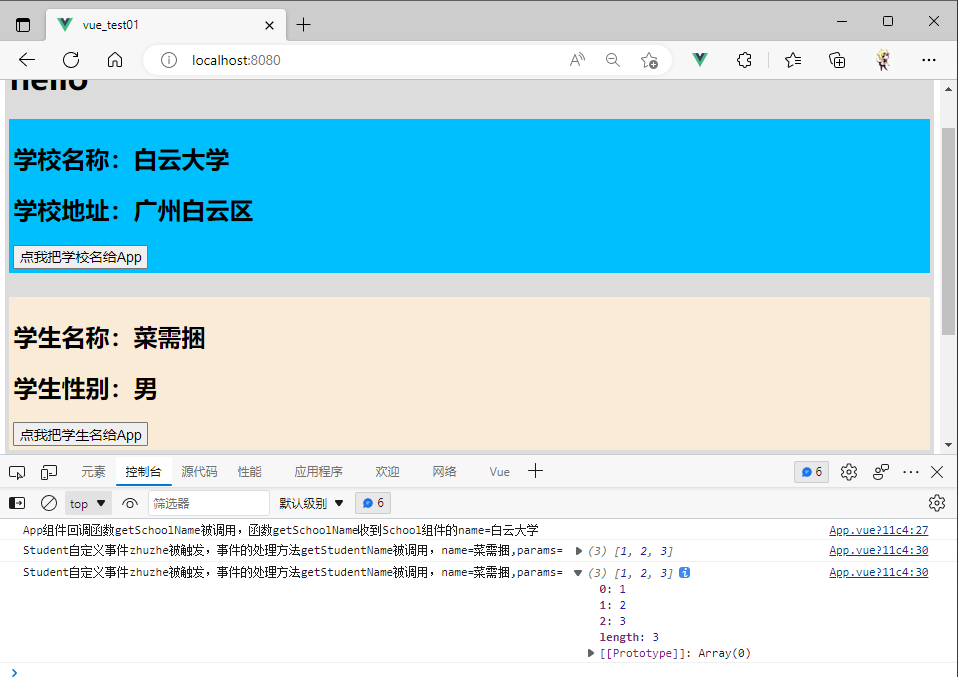 vue_test01
localhost:8080
hello
学校名称：白云大学
学校地址：广州白云区
点我把学校名给App
学生名称：菜需捆
学生性别：男
点我把学生名给App
元素 控制台 源代码 性能 应用程序 欢迎 网络 Vue 6
top 筛选器 默认级别 6
App组件回调函数getSchoolName被调用，函数getSchoolName收到School组件的name=白云大学 App.vue?11c4:27
Student自定义事件zhuzhe被触发，事件的处理方法getStudentName被调用，name=菜需捆,params= (3) [1, 2, 3] App.vue?11c4:30
Student自定义事件zhuzhe被触发，事件的处理方法getStudentName被调用，name=菜需捆,params= (3) [1, 2, 3] App.vue?11c4:30
0: 1
1: 2
2: 3
length: 3
[[Prototype]]: Array(0)